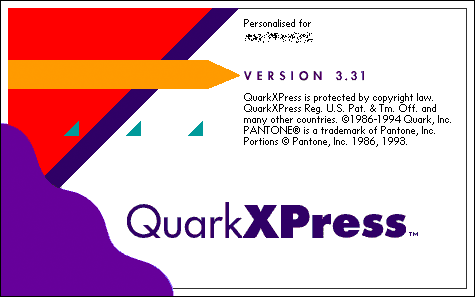 Personalised for
VERSION 3.31
QuarkXPress is protected by copyright law.
QuarkXPress Reg. U.S. Pat. & Tm. Off. and
many other countries. ©1986-1994 Quark, Inc.
PANTONE® is a trademark of Pantone, Inc.
Portions © Pantone, Inc. 1986, 1993.
QuarkXPress™